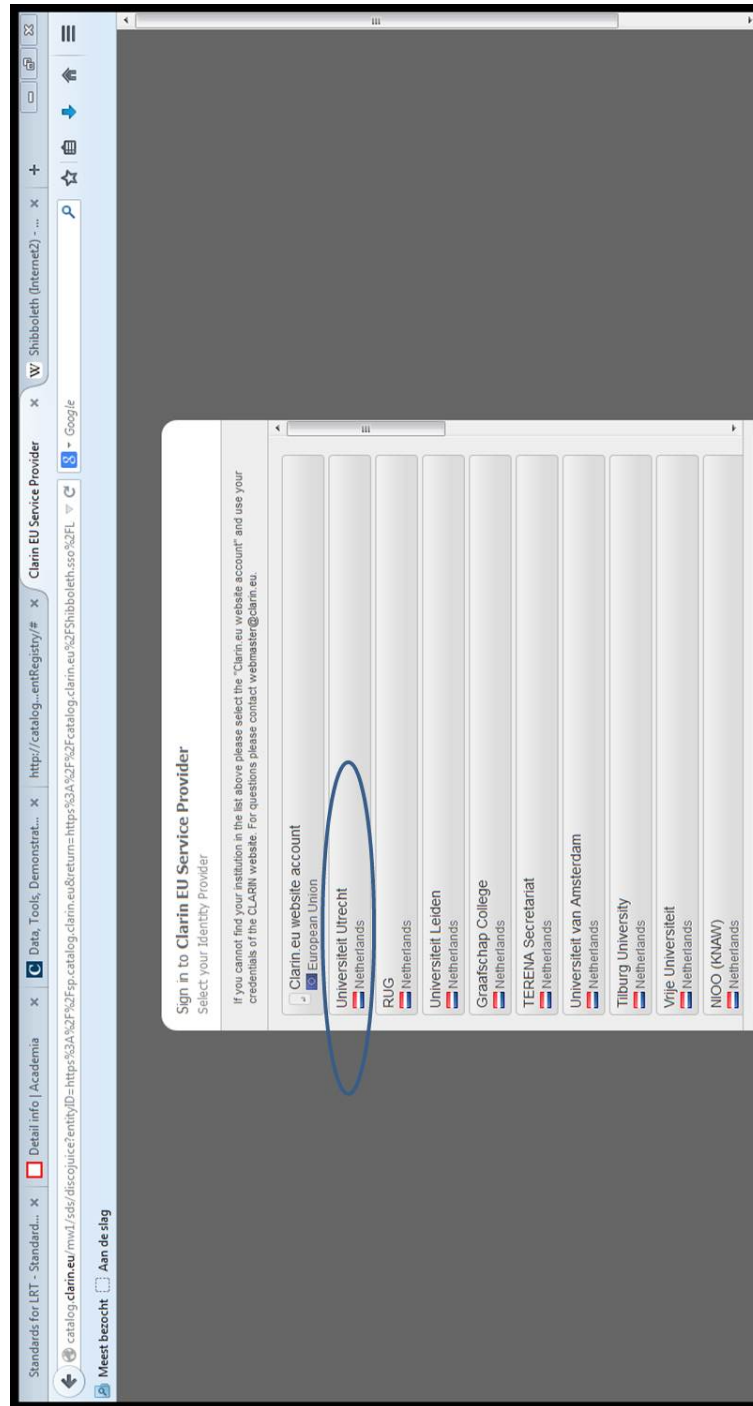 Standards for LRT - Standard... ×
Detail info | Academia ×
Data, Tools, Demonstrat... ×
http://catalog...entRegistry/# ×
Clarin EU Service Provider ×
W Shibboleth (Internet2) - ... ×
+
catalog.clarin.eu/mw1/sds/discojuice?entityID=https%3A%2F%2Fsp.catalog.clarin.eu&return=https%3A%2F%2Fcatalog.clarin.eu%2FShibboleth.sso%2FL
8 Google
Meest bezocht Aan de slag
Sign in to Clarin EU Service Provider
Select your Identity Provider
If you cannot find your institution in the list above please select the "Clarin.eu website account" and use your
credentials of the CLARIN website. For questions please contact webmaster@clarin.eu.
Clarin.eu website account
European Union
Universiteit Utrecht
Netherlands
RUG
Netherlands
Universiteit Leiden
Netherlands
Graafschap College
Netherlands
TERENA Secretariat
Netherlands
Universiteit van Amsterdam
Netherlands
Tilburg University
Netherlands
Vrije Universiteit
Netherlands
NIOO (KNAW)
Netherlands